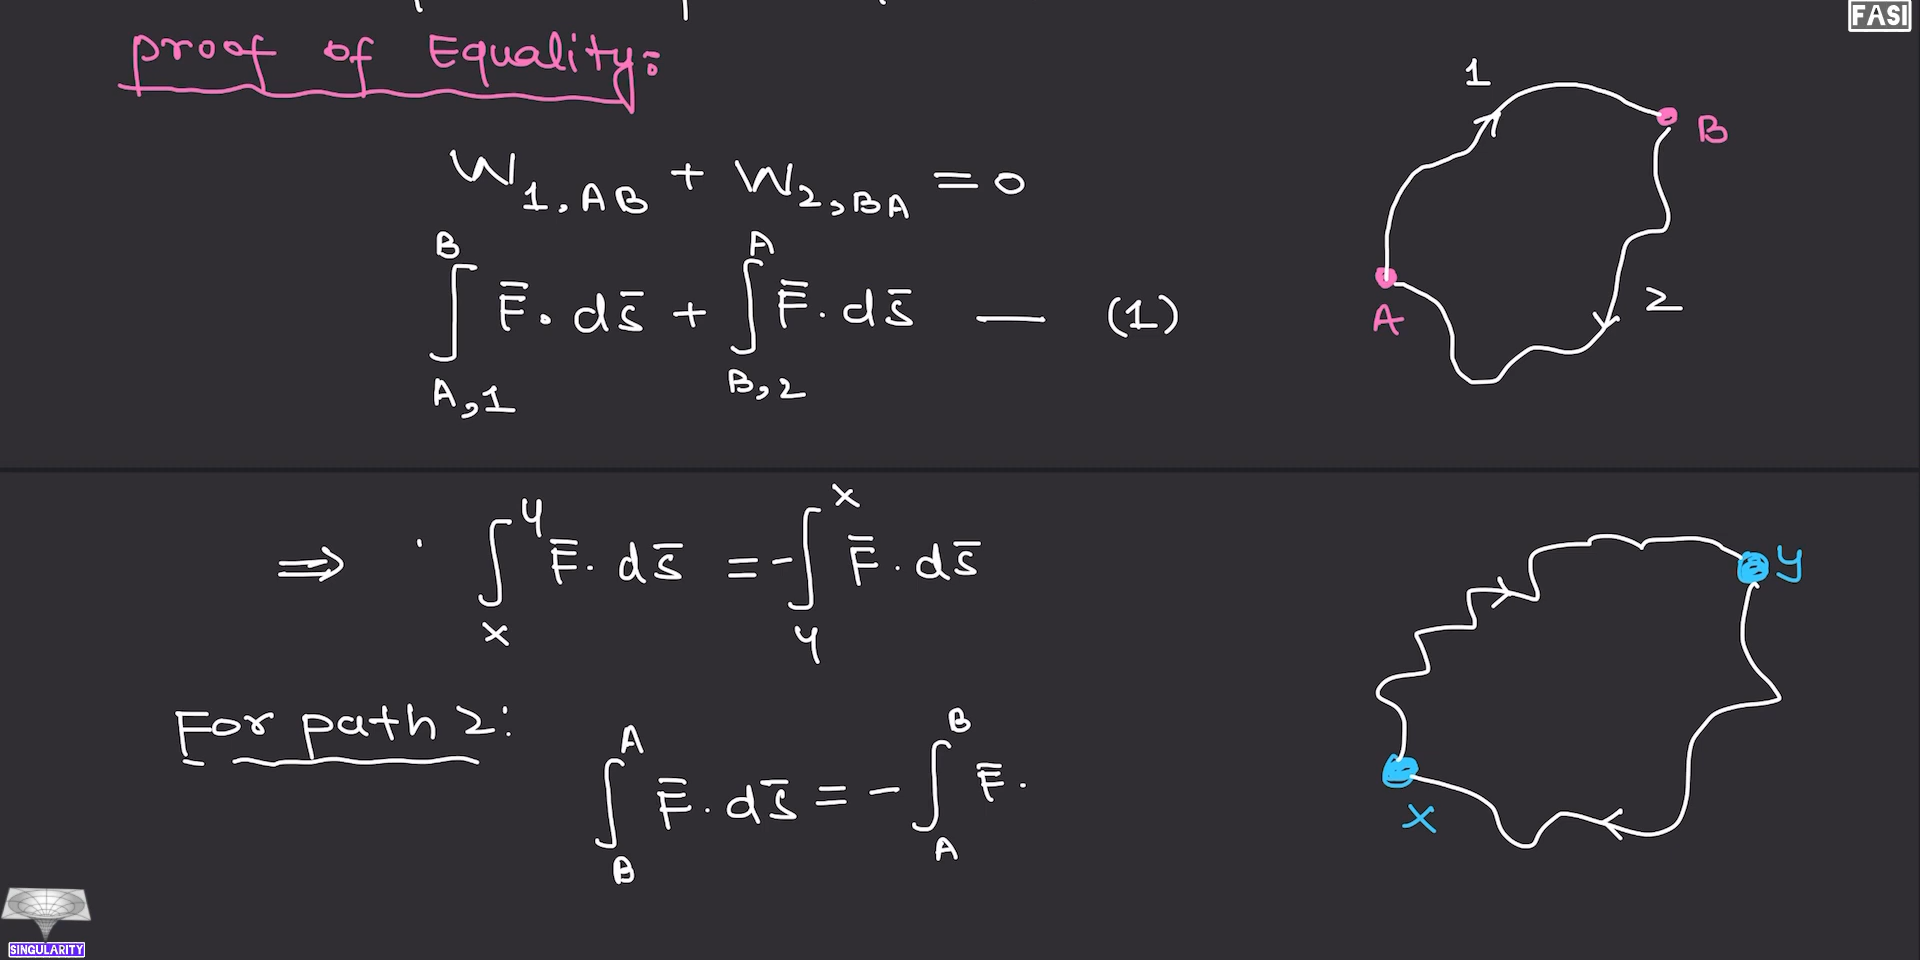 FASI
Proof of Equality:
W₁,AB + W₂,BA = 0
∫_{A,1}^{B} F̄ · ds̄ + ∫_{B,2}^{A} F̄ · ds̄ — (1)
1
B
A
2
⇒ ∫_{x}^{y} F̄ · ds̄ = -∫_{y}^{x} F̄ · ds̄
y
x
For path 2:
∫_{B}^{A} F̄ · ds̄ = -∫_{A}^{B} F̄ ·
SINGULARITY